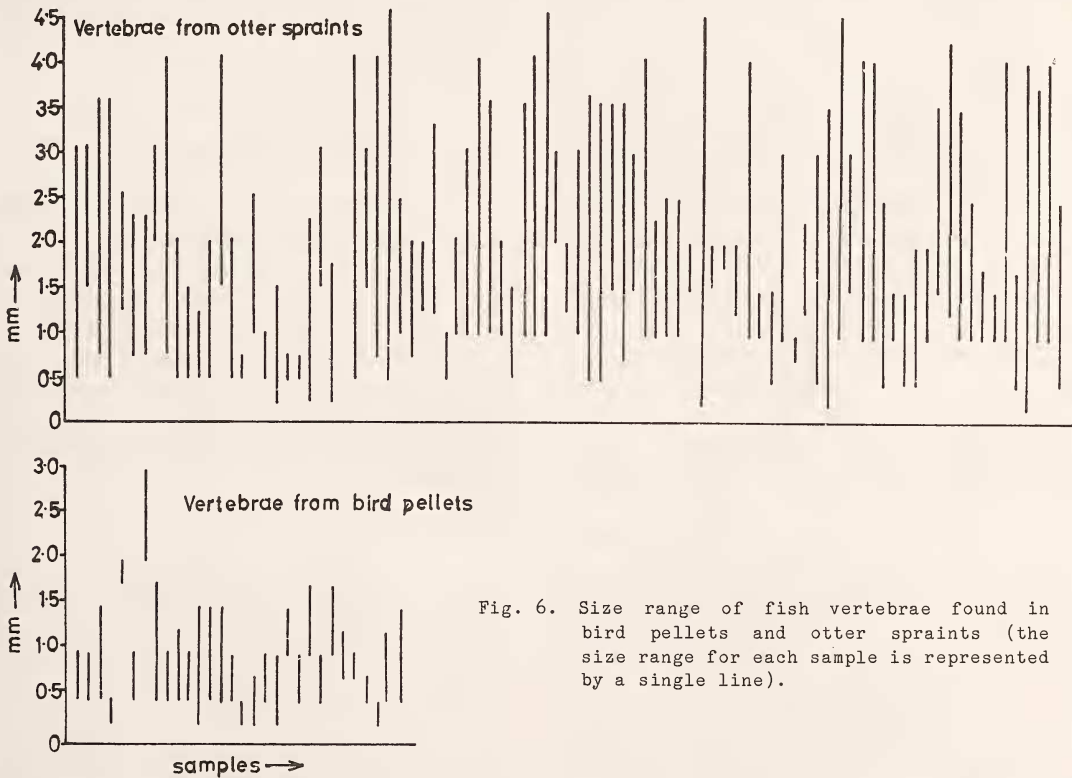 4·5
Vertebrae from otter spraints
4·0
3·5
3·0
2·5
2·0
1·5
1·0
0·5
0
mm
3·0
2·5
Vertebrae from bird pellets
2·0
1·5
1·0
0·5
0
mm
samples
Fig. 6. Size range of fish vertebrae found in
bird pellets and otter spraints (the
size range for each sample is represented
by a single line).